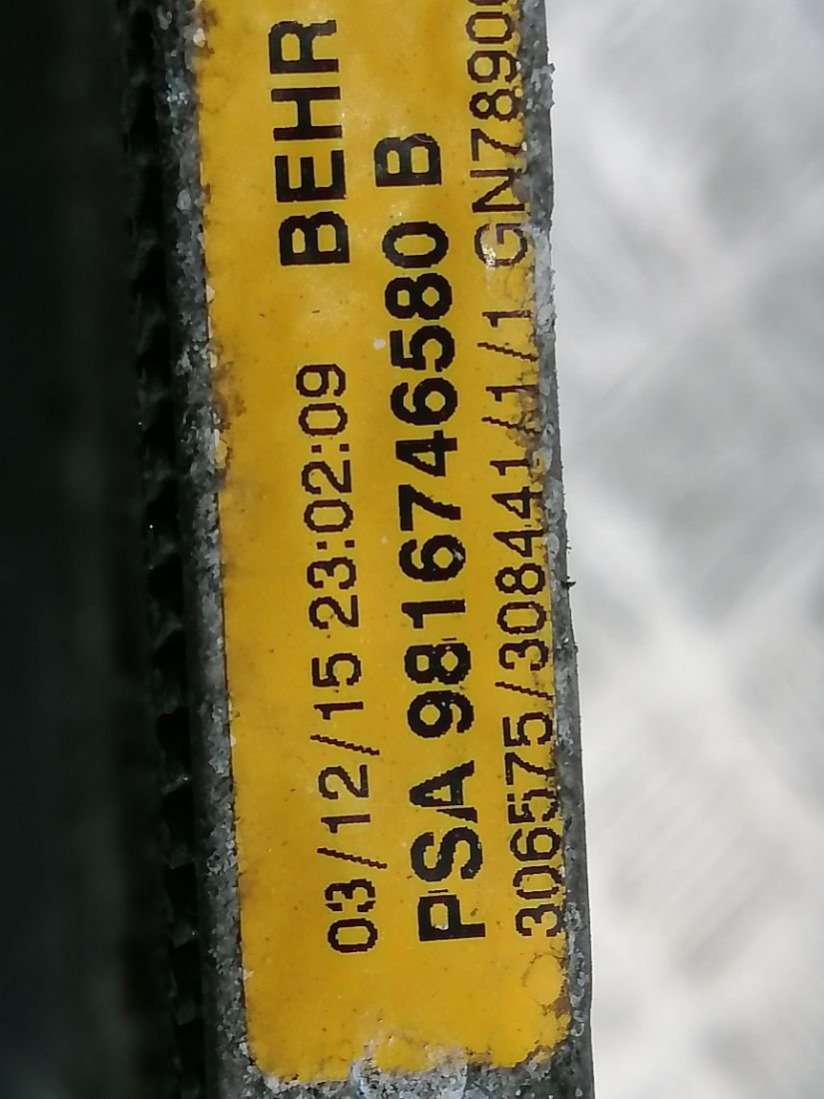 03/12/15 23:02:09 BEHR
PSA 9816746580 B
306575/308441/1/1 GN7890